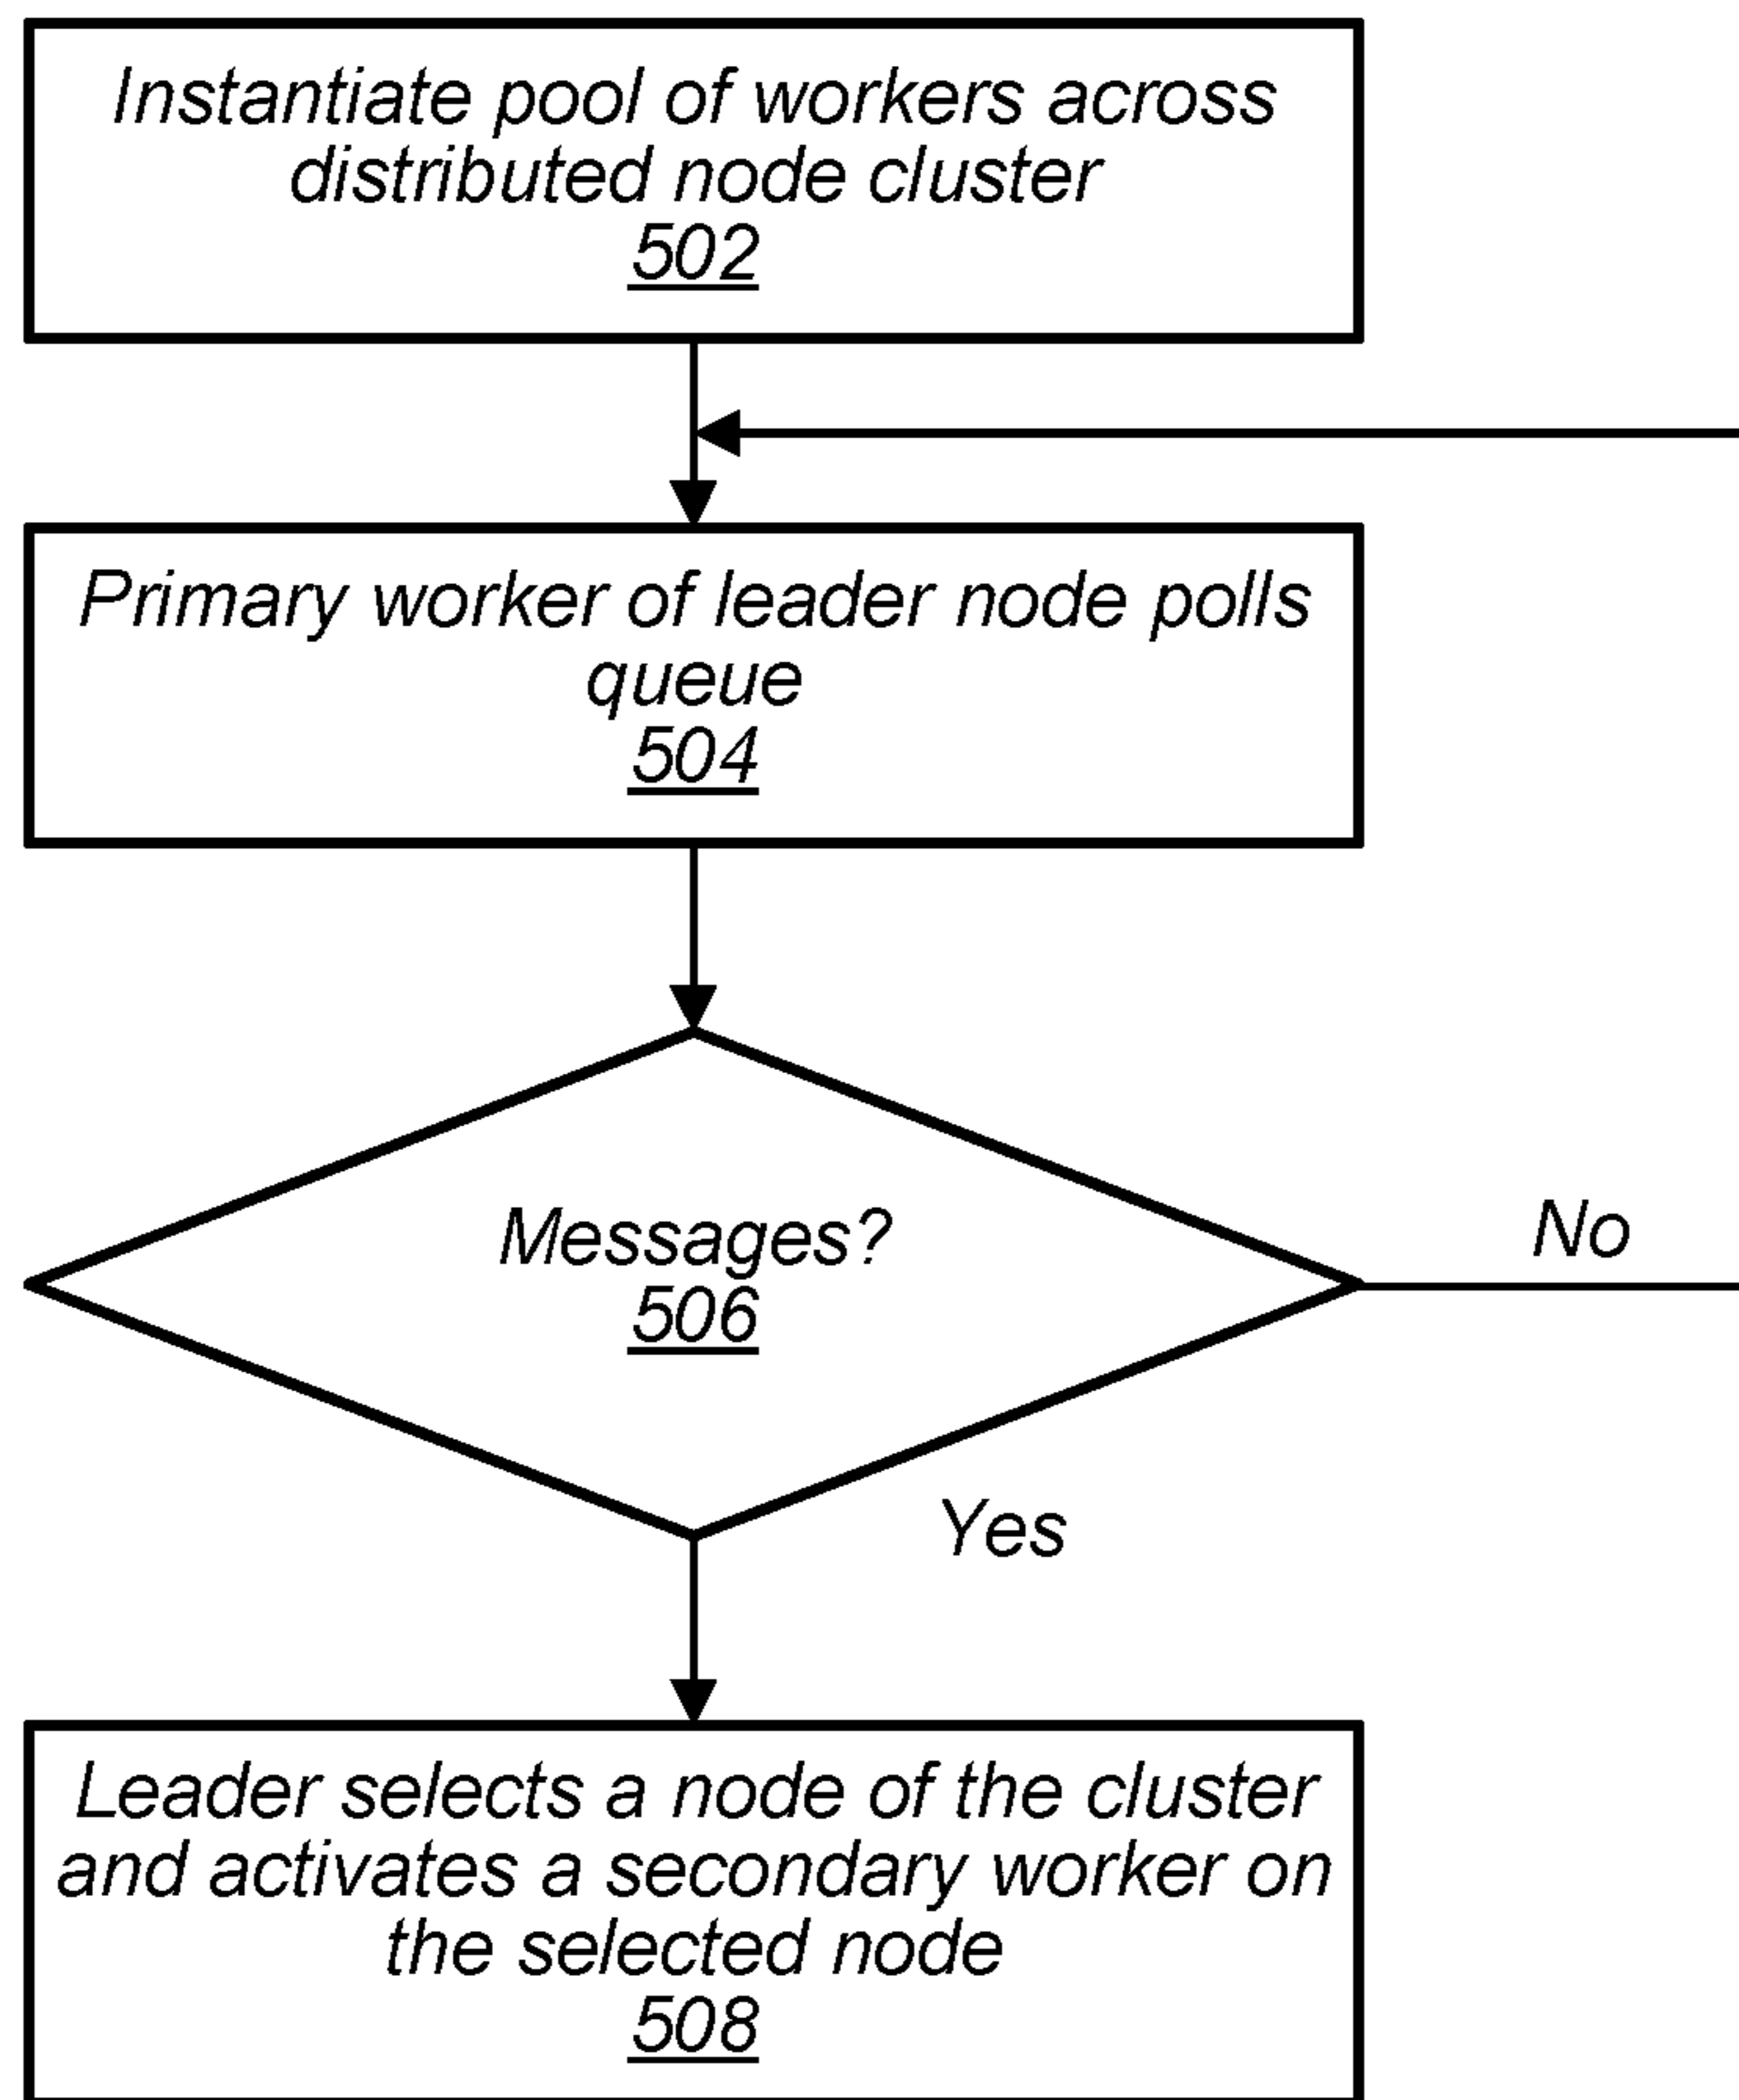 Instantiate pool of workers across
distributed node cluster
502
Primary worker of leader node polls
queue
504
Messages?
506
No
Yes
Leader selects a node of the cluster
and activates a secondary worker on
the selected node
508